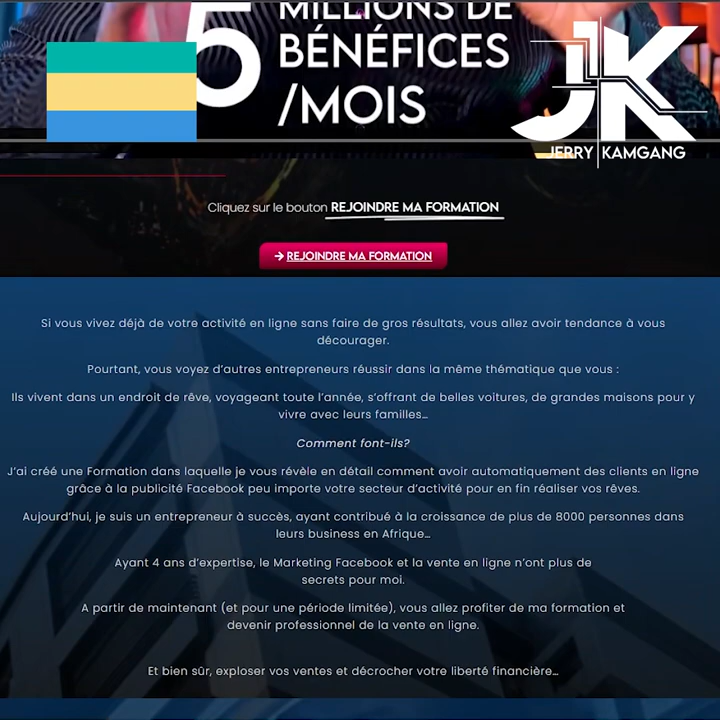 5 MILLIONS DE
BÉNÉFICES
/MOIS
JK
JERRY KAMGANG
Cliquez sur le bouton REJOINDRE MA FORMATION
→ REJOINDRE MA FORMATION
Si vous vivez déjà de votre activité en ligne sans faire de gros résultats, vous allez avoir tendance à vous
décourager.
Pourtant, vous voyez d'autres entrepreneurs réussir dans la même thématique que vous :
Ils vivent dans un endroit de rêve, voyageant toute l'année, s'offrant de belles voitures, de grandes maisons pour y
vivre avec leurs familles…
Comment font-ils?
J'ai créé une Formation dans laquelle je vous révèle en détail comment avoir automatiquement des clients en ligne
grâce à la publicité Facebook peu importe votre secteur d'activité pour en fin réaliser vos rêves.
Aujourd'hui, je suis un entrepreneur à succès, ayant contribué à la croissance de plus de 8000 personnes dans
leurs business en Afrique…
Ayant 4 ans d'expertise, le Marketing Facebook et la vente en ligne n'ont plus de
secrets pour moi.
A partir de maintenant (et pour une période limitée), vous allez profiter de ma formation et
devenir professionnel de la vente en ligne.
Et bien sûr, exploser vos ventes et décrocher votre liberté financière…